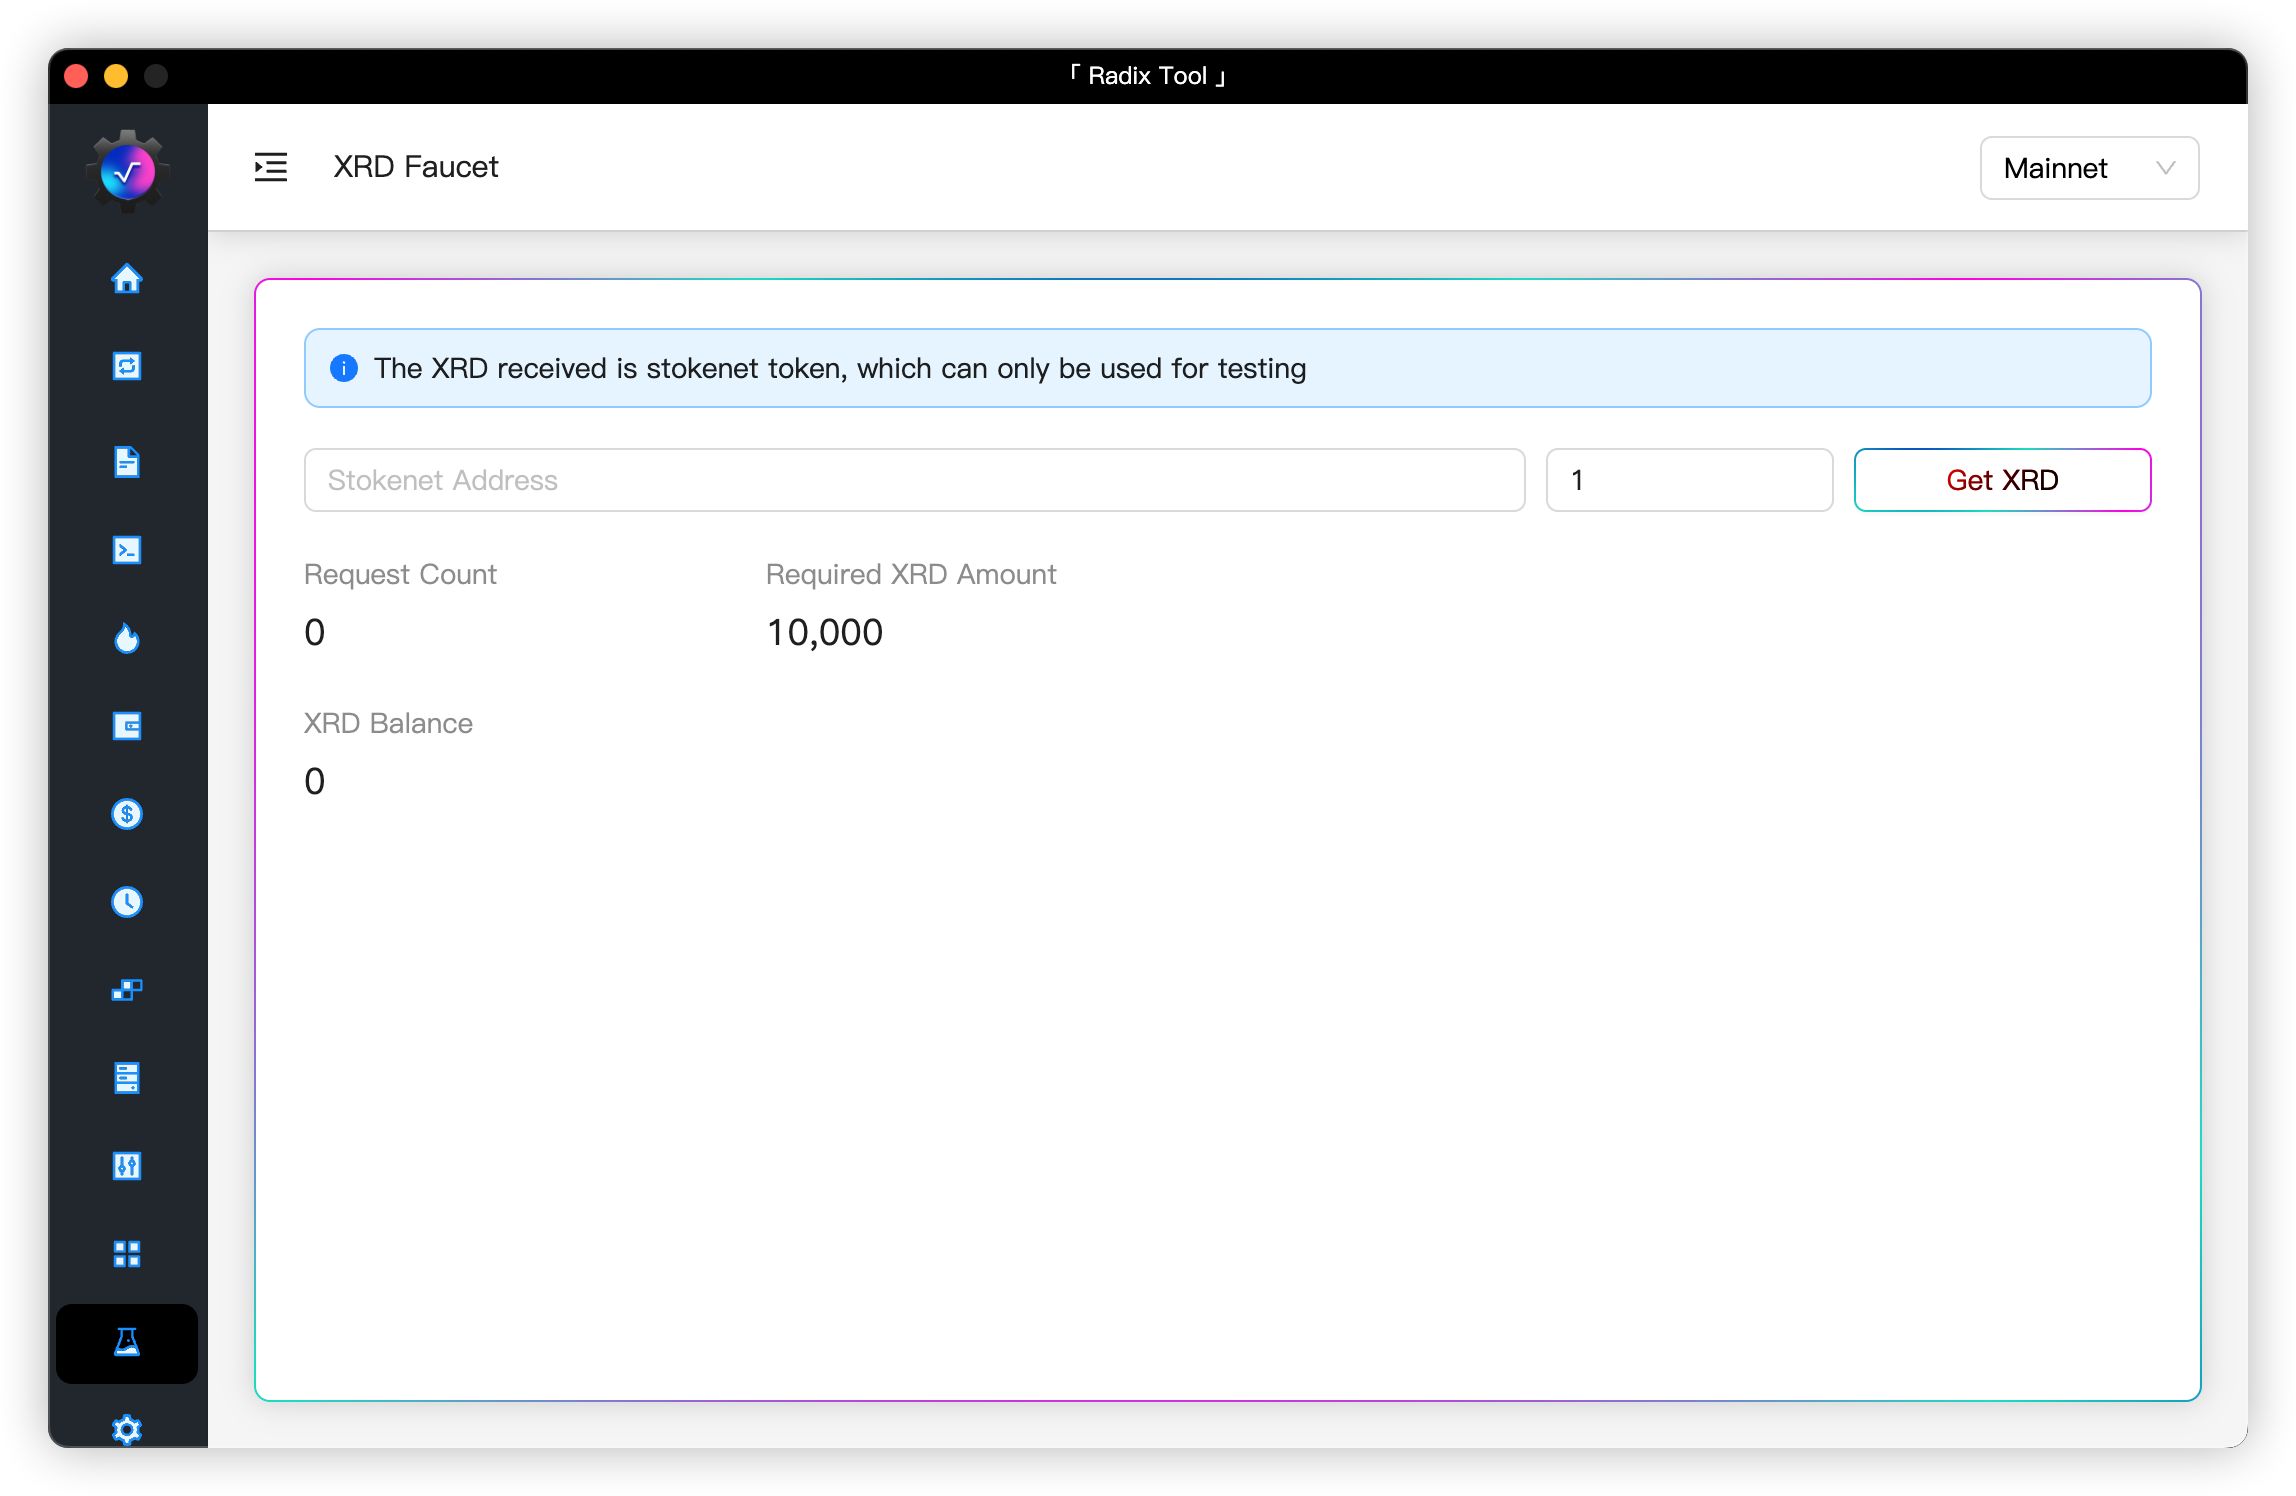 「 Radix Tool 」
XRD Faucet
Mainnet
The XRD received is stokenet token, which can only be used for testing
Stokenet Address
1
Get XRD
Request Count
Required XRD Amount
0
10,000
XRD Balance
0